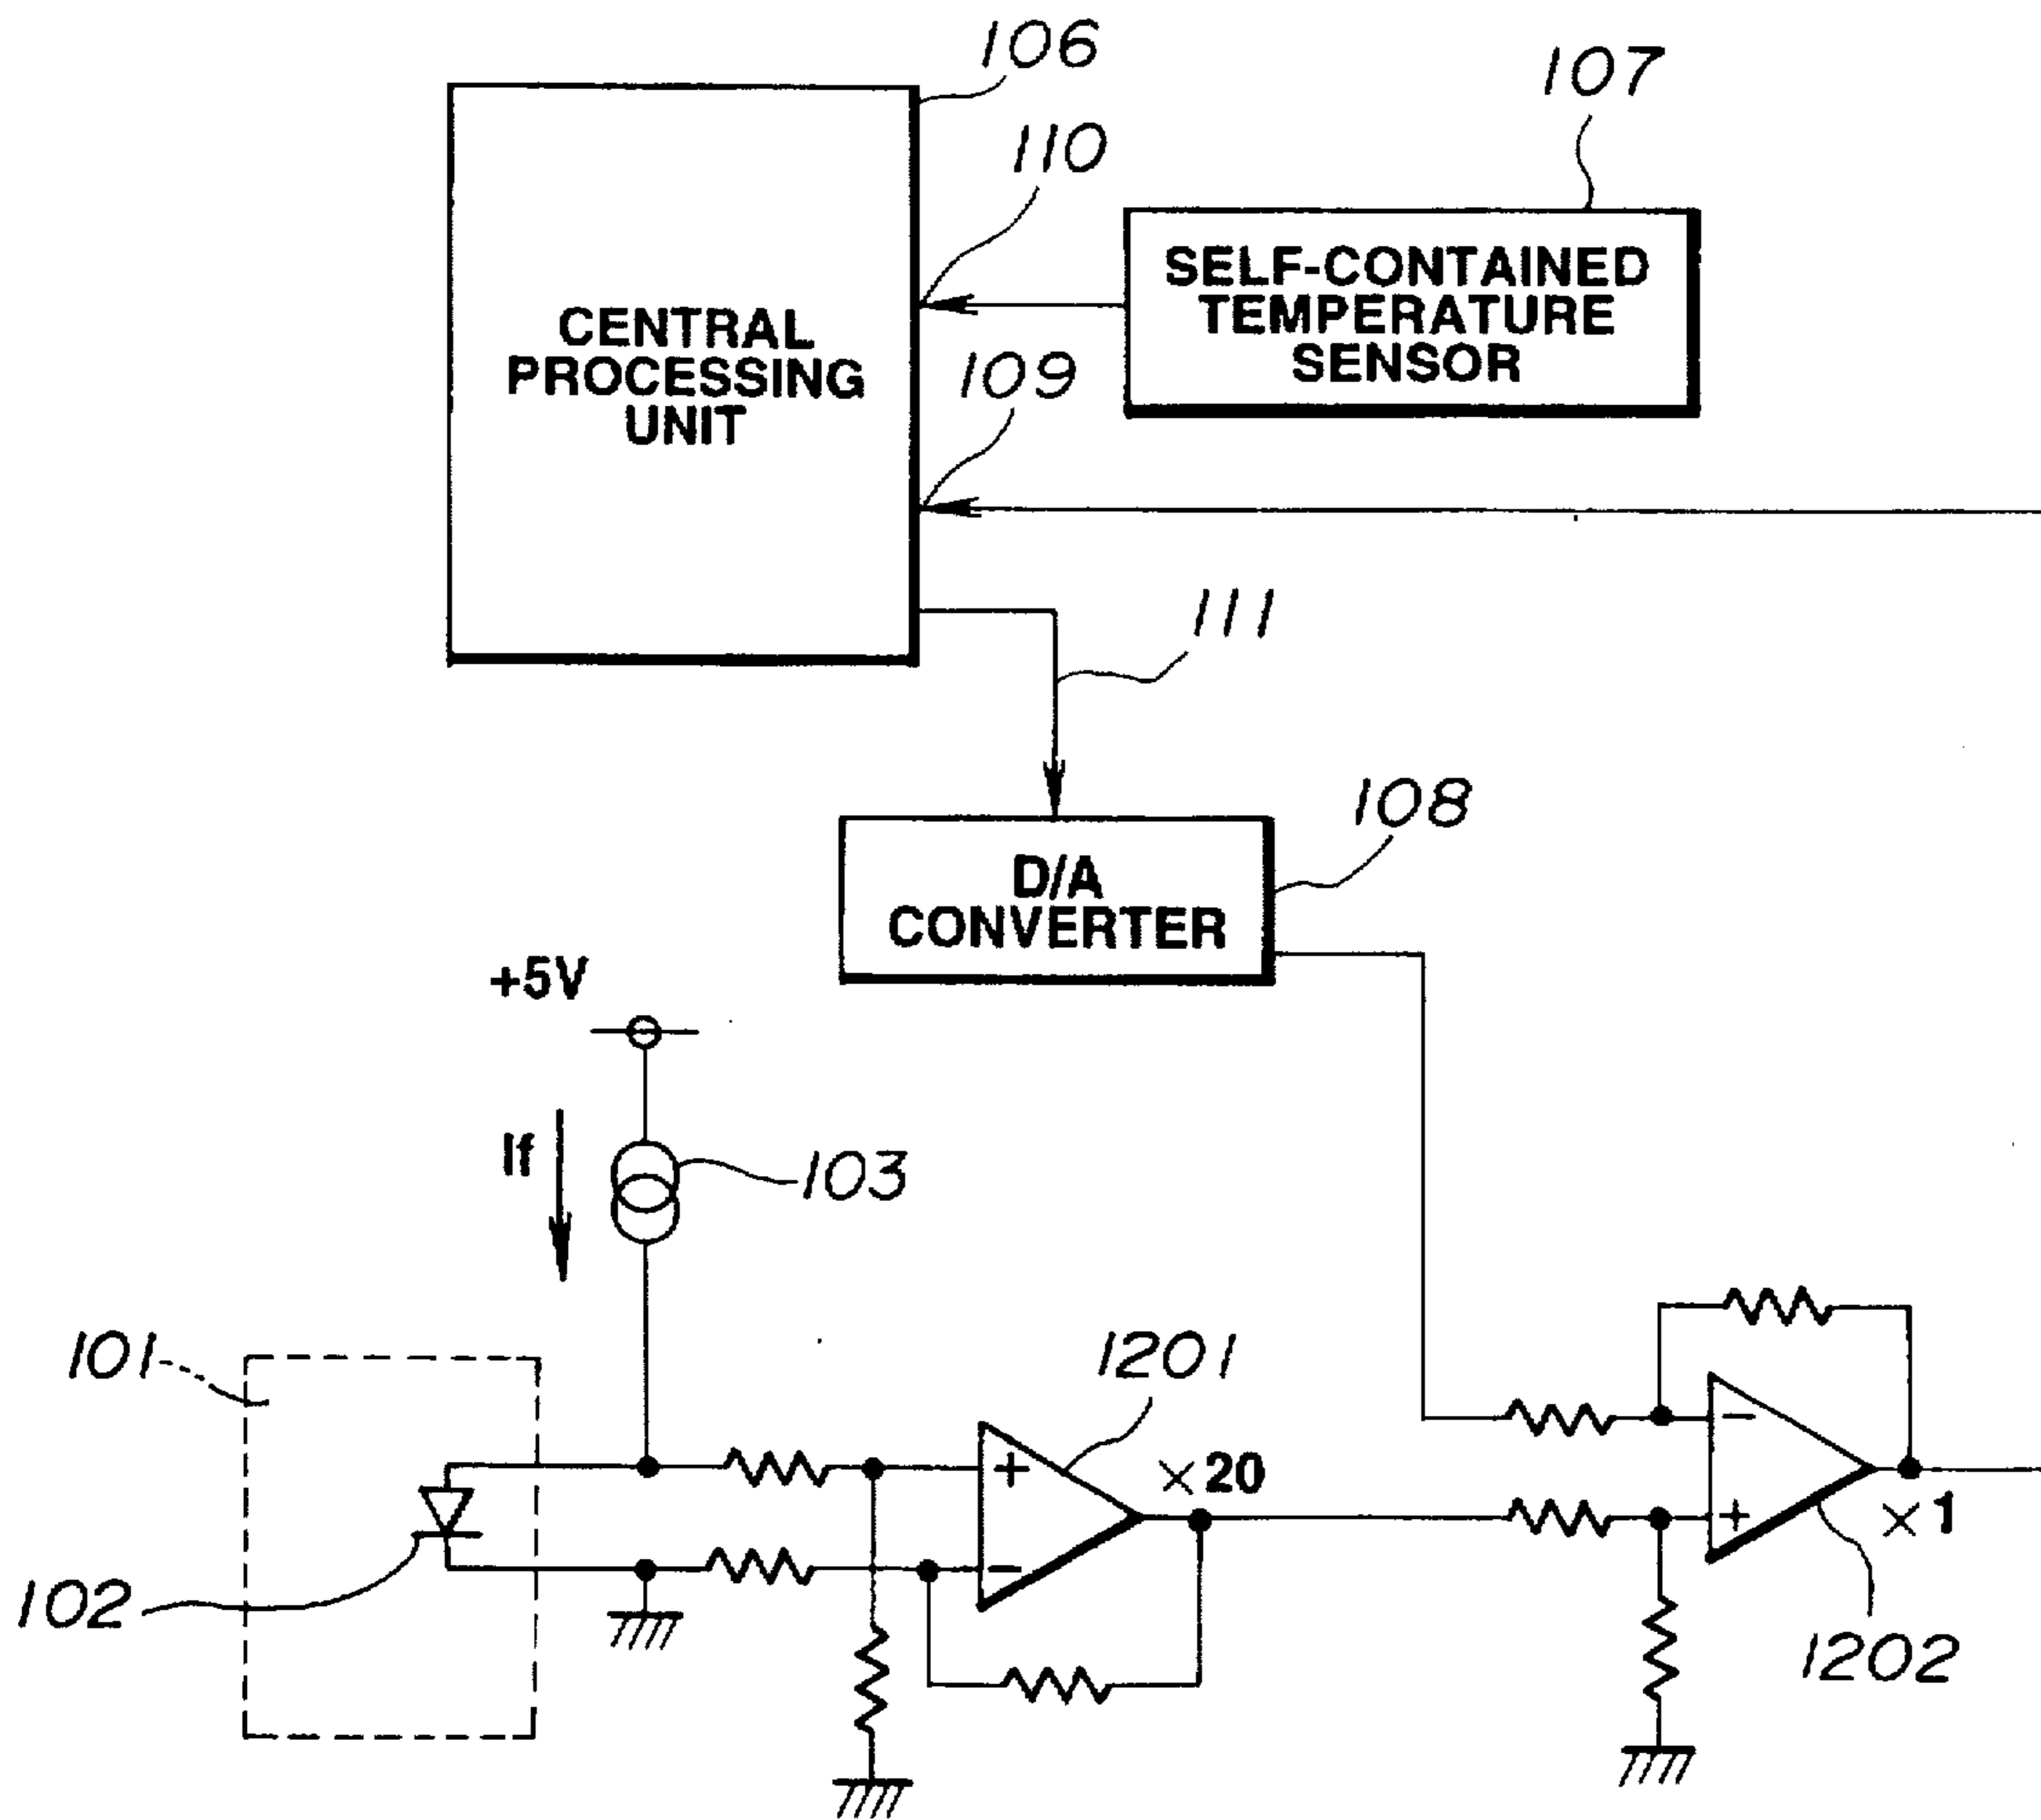 106
107
110
SELF-CONTAINED
TEMPERATURE
SENSOR
CENTRAL
PROCESSING
UNIT
109
111
108
D/A
CONVERTER
+5V
If
103
101
1201
×20
-
+
+
-
×1
102
1202